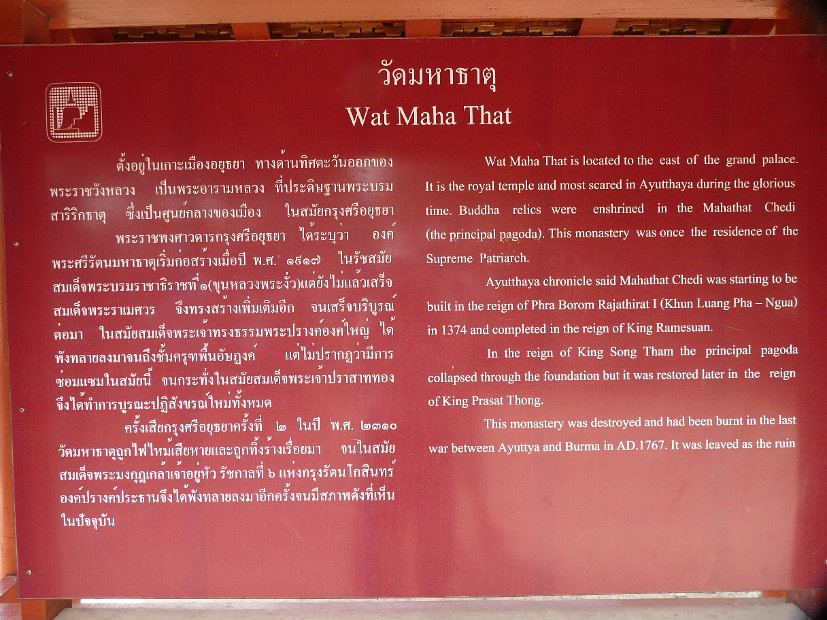 วัดมหาธาตุ
Wat Maha That
ตั้งอยู่ในเกาะเมืองอยุธยา ทางด้านทิศตะวันออกของ
พระราชวังหลวง เป็นพระอารามหลวง ที่ประดิษฐานพระบรม
สารีริกธาตุ ซึ่งเป็นศูนย์กลางของเมือง ในสมัยกรุงศรีอยุธยา
พระราชพงศาวดารกรุงศรีอยุธยา ได้ระบุว่า องค์
พระศรีรัตนมหาธาตุเริ่มก่อสร้างเมื่อปี พ.ศ. ๑๙๑๗ ในรัชสมัย
สมเด็จพระบรมราชาธิราชที่ ๑(ขุนหลวงพระงั่ว)แต่ยังไม่แล้วเสร็จ
สมเด็จพระราเมศวร จึงทรงสร้างเพิ่มเติมอีก จนเสร็จบริบูรณ์
ต่อมา ในสมัยสมเด็จพระเจ้าทรงธรรมพระปรางค์องค์ใหญ่ ได้
พังทลายลงมาจนถึงชั้นครุฑพื้นอัษฎงค์ แต่ไม่ปรากฏว่ามีการ
ซ่อมแซมในสมัยนี้ จนกระทั่งในสมัยสมเด็จพระเจ้าปราสาททอง
จึงได้ทำการบูรณะปฏิสังขรณ์ใหม่ทั้งหมด
ครั้งเสียกรุงศรีอยุธยาครั้งที่ ๒ ในปี พ.ศ. ๒๓๑๐
วัดมหาธาตุถูกไฟไหม้เสียหายและถูกทิ้งร้างเรื่อยมา จนในสมัย
สมเด็จพระมงกุฎเกล้าเจ้าอยู่หัว รัชกาลที่ ๖ แห่งกรุงรัตนโกสินทร์
องค์ปรางค์ประธานจึงได้พังทลายลงมาอีกครั้งจนมีสภาพดังที่เห็น
ในปัจจุบัน
Wat Maha That is located to the east of the grand palace.
It is the royal temple and most scared in Ayutthaya during the glorious
time. Buddha relics were enshrined in the Mahathat Chedi
(the principal pagoda). This monastery was once the residence of the
Supreme Patriarch.
Ayutthaya chronicle said Mahathat Chedi was starting to be
built in the reign of Phra Borom Rajathirat I (Khun Luang Pha – Ngua)
in 1374 and completed in the reign of King Ramesuan.
In the reign of King Song Tham the principal pagoda
collapsed through the foundation but it was restored later in the reign
of King Prasat Thong.
This monastery was destroyed and had been burnt in the last
war between Ayuttya and Burma in AD.1767. It was leaved as the ruin